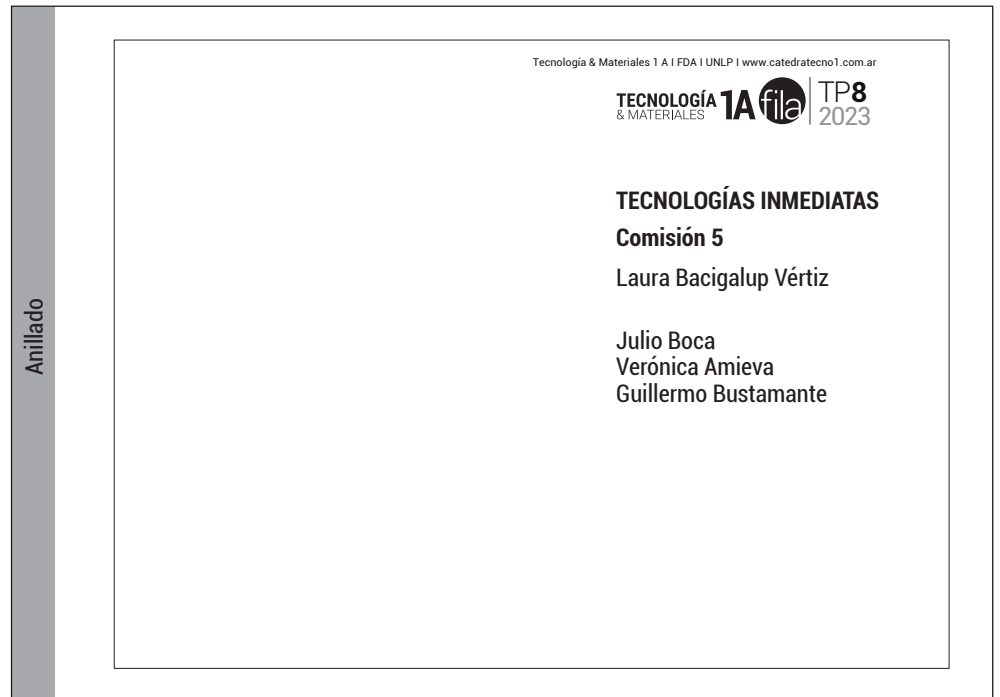 Tecnología & Materiales 1 A I FDA I UNLP I www.catedratecno1.com.ar
TECNOLOGÍA
& MATERIALES
1A
fila
TP8
2023
TECNOLOGÍAS INMEDIATAS
Comisión 5
Laura Bacigalup Vértiz
Julio Boca
Verónica Amieva
Guillermo Bustamante
Anillado